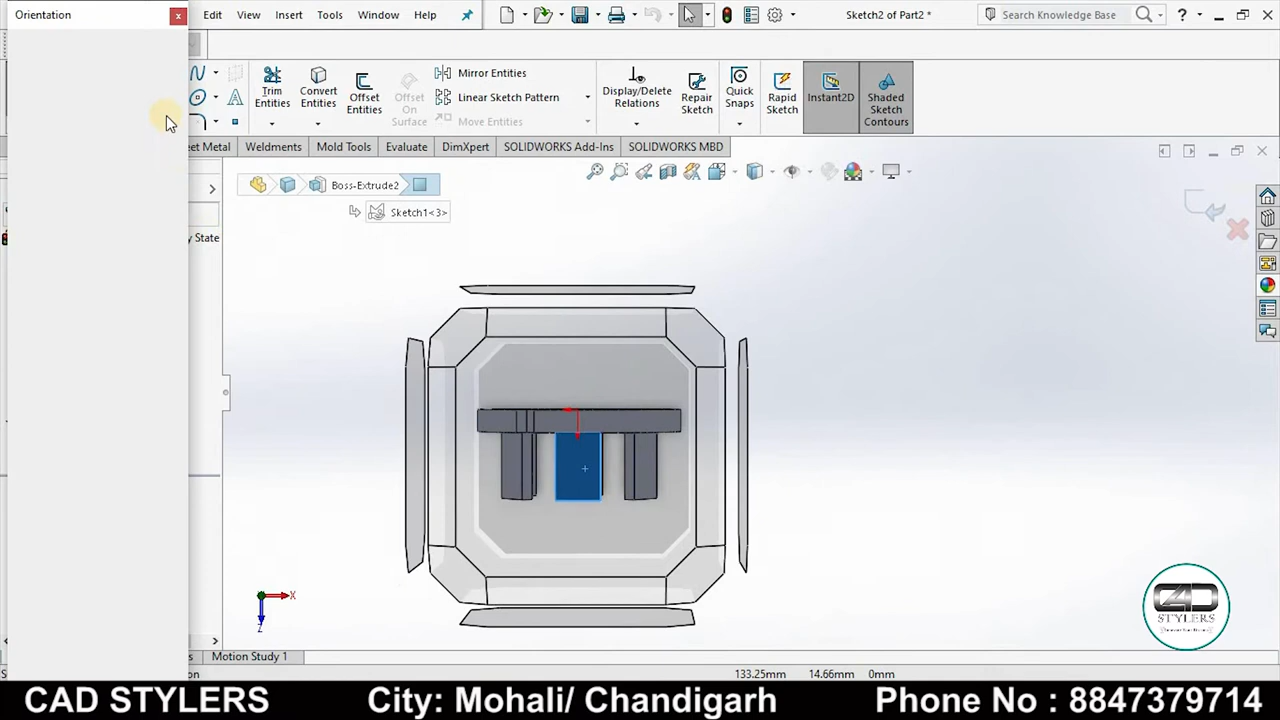 Orientation
Edit View Insert Tools Window Help
Sketch2 of Part2 *
Search Knowledge Base
?
Trim Entities
Convert Entities
Offset Entities
Offset On Surface
Mirror Entities
Linear Sketch Pattern
Move Entities
Display/Delete Relations
Repair Sketch
Quick Snaps
Rapid Sketch
Instant2D
Shaded Sketch Contours
eet Metal Weldments Mold Tools Evaluate DimXpert SOLIDWORKS Add-Ins SOLIDWORKS MBD
Boss-Extrude2
Sketch1<3>
y State
X
Z
STYLERS
Motion Study 1
133.25mm 14.66mm 0mm
CAD STYLERS City: Mohali/ Chandigarh Phone No : 8847379714